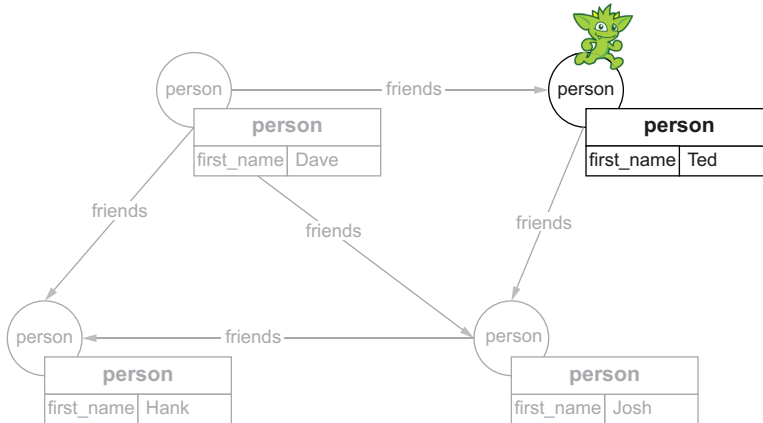 person
friends
person
person
first_name Dave
person
first_name Ted
friends
friends
friends
person
friends
person
person
first_name Hank
person
first_name Josh